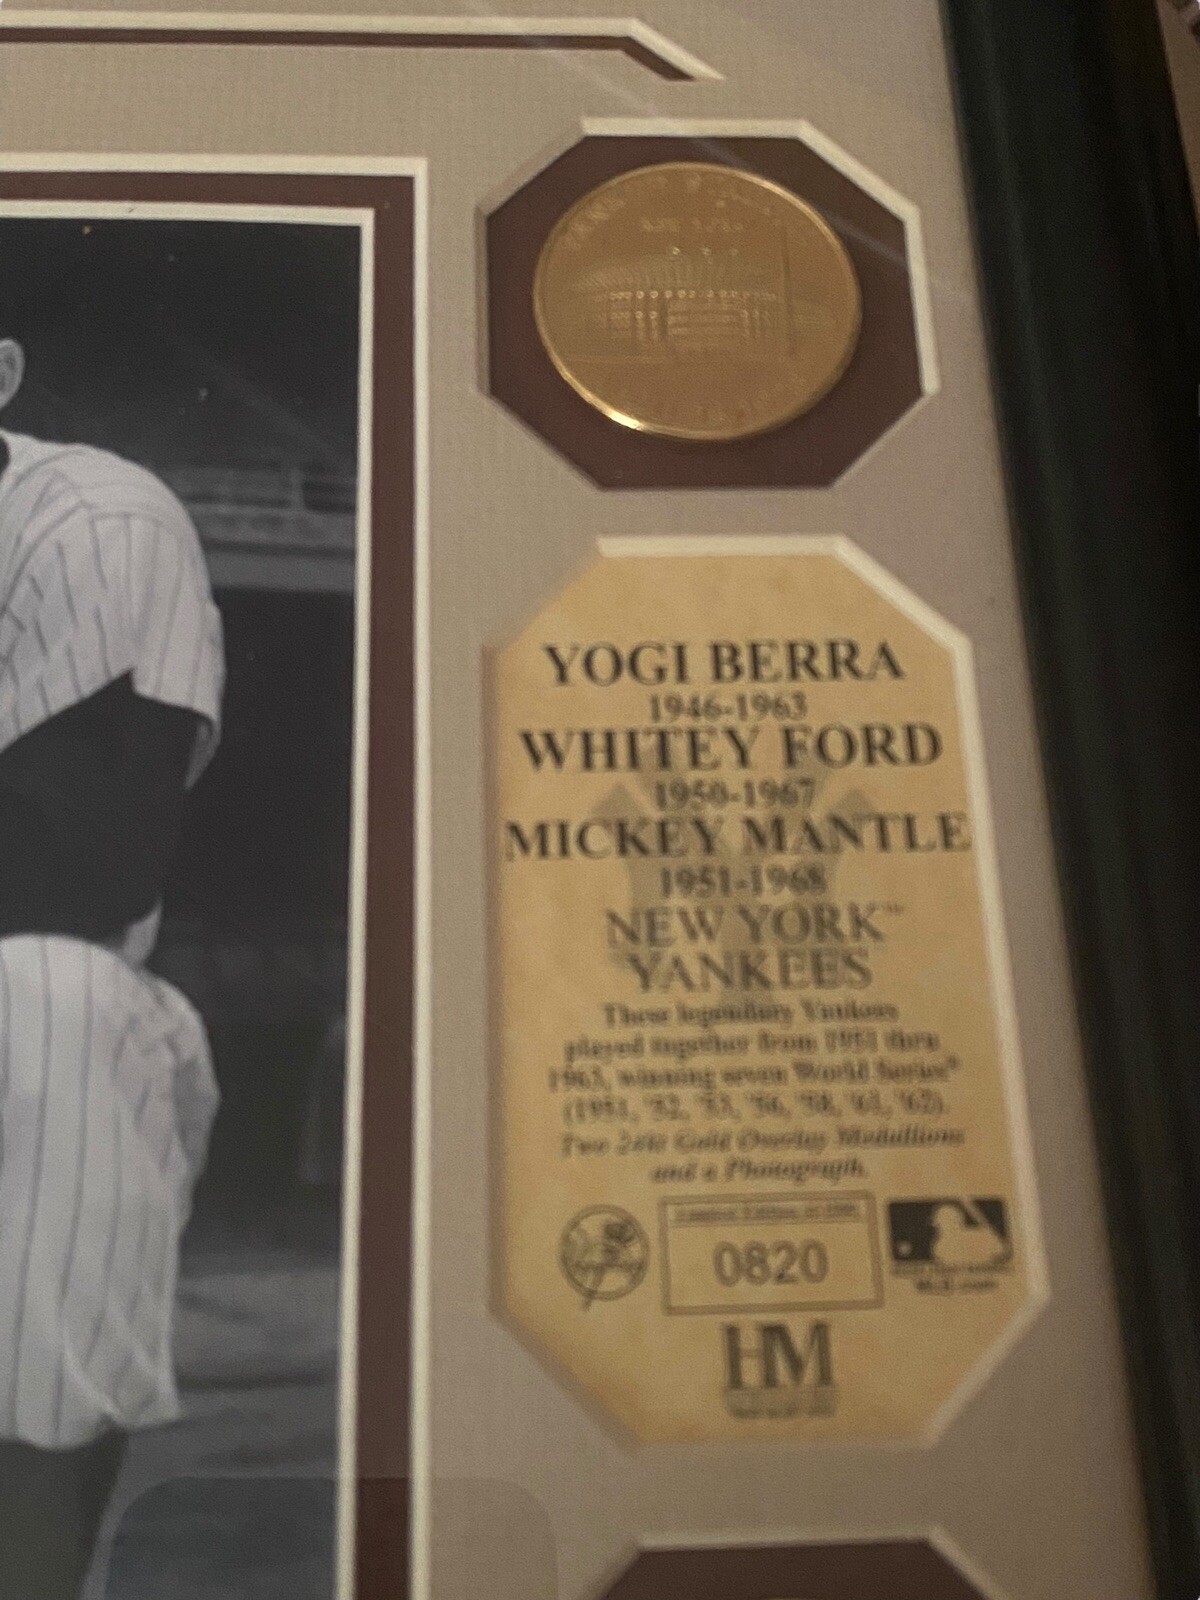 YOGI BERRA
1946-1963
WHITEY FORD
1950-1967
MICKEY MANTLE
1951-1968
NEW YORK™
YANKEES
These legendary Yankees
played together from 1951 thru
1963, winning seven World Series®
(1951, '52, '53, '56, '58, '61, '62).
Two 24kt Gold Overlay Medallions
and a Photograph.
Limited Edition
0820
HM